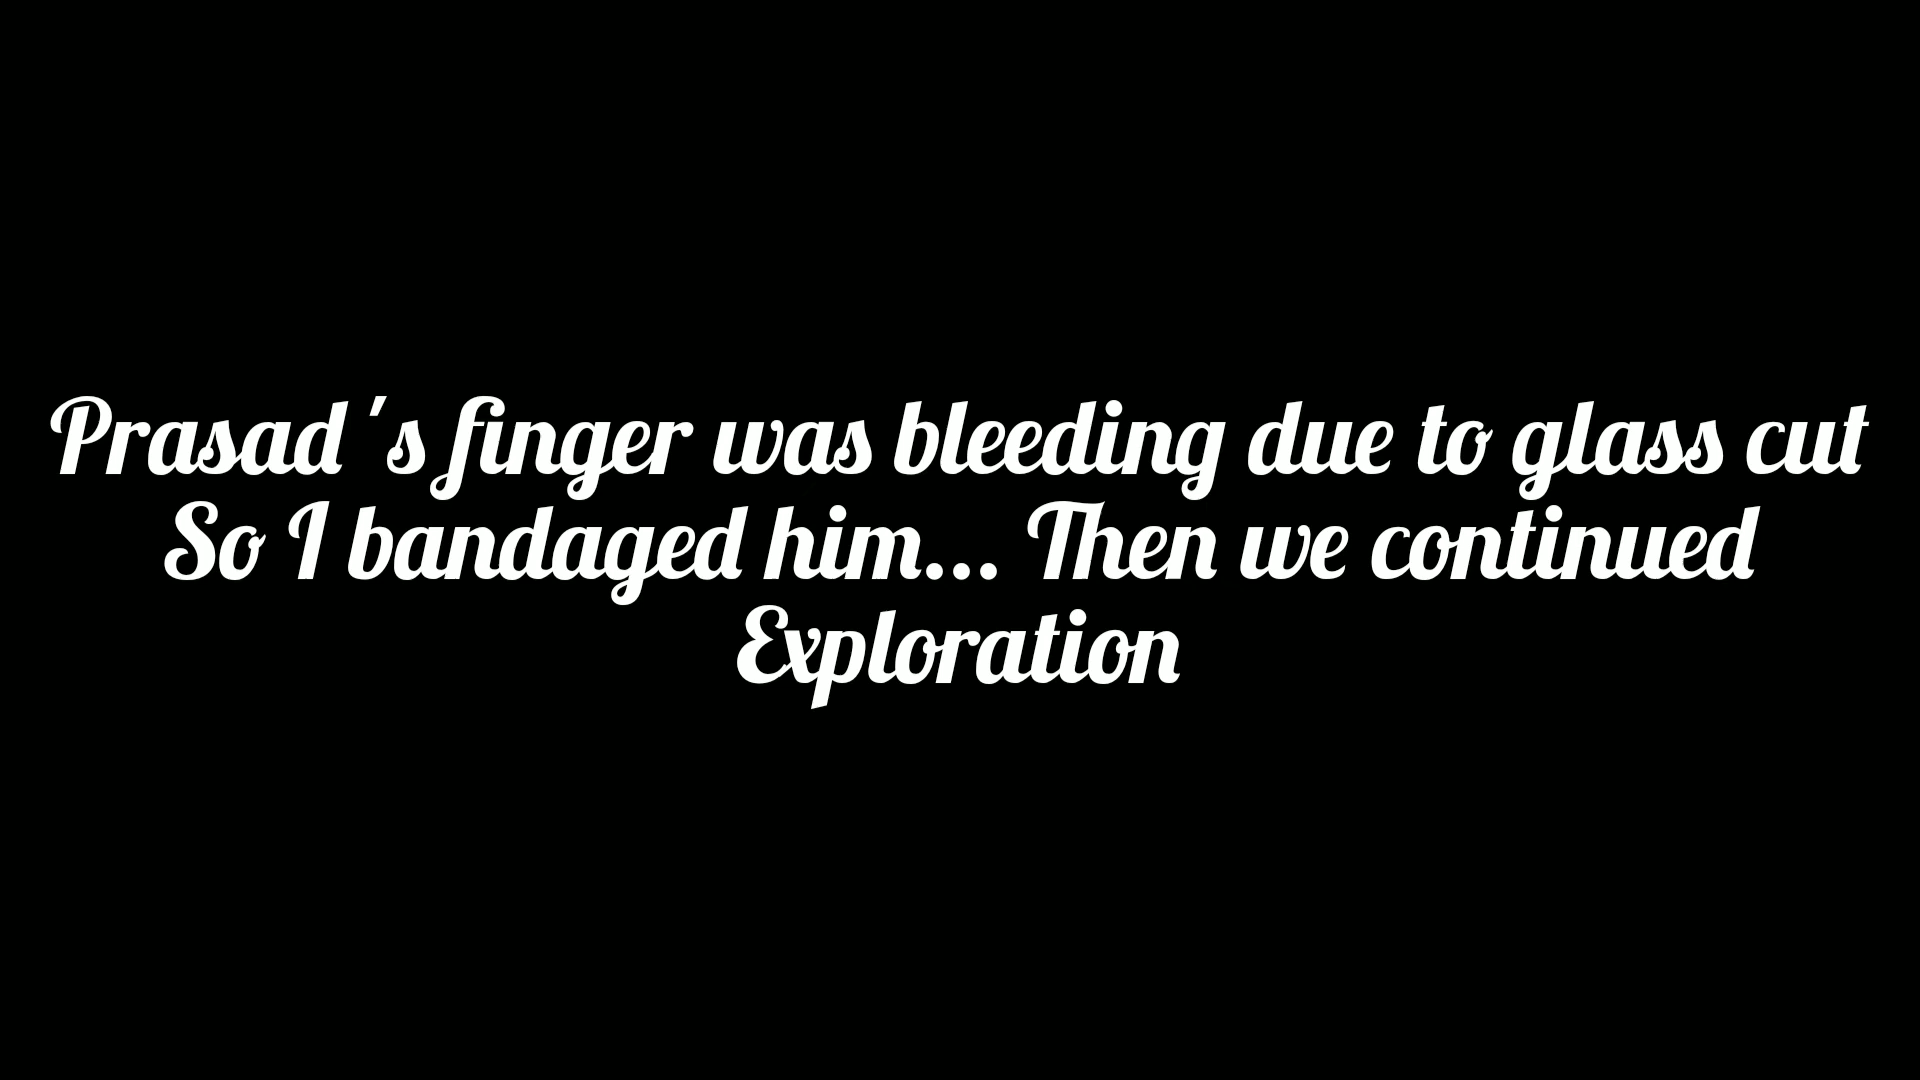 Prasad 's finger was bleeding due to glass cut
So I bandaged him... Then we continued
Exploration